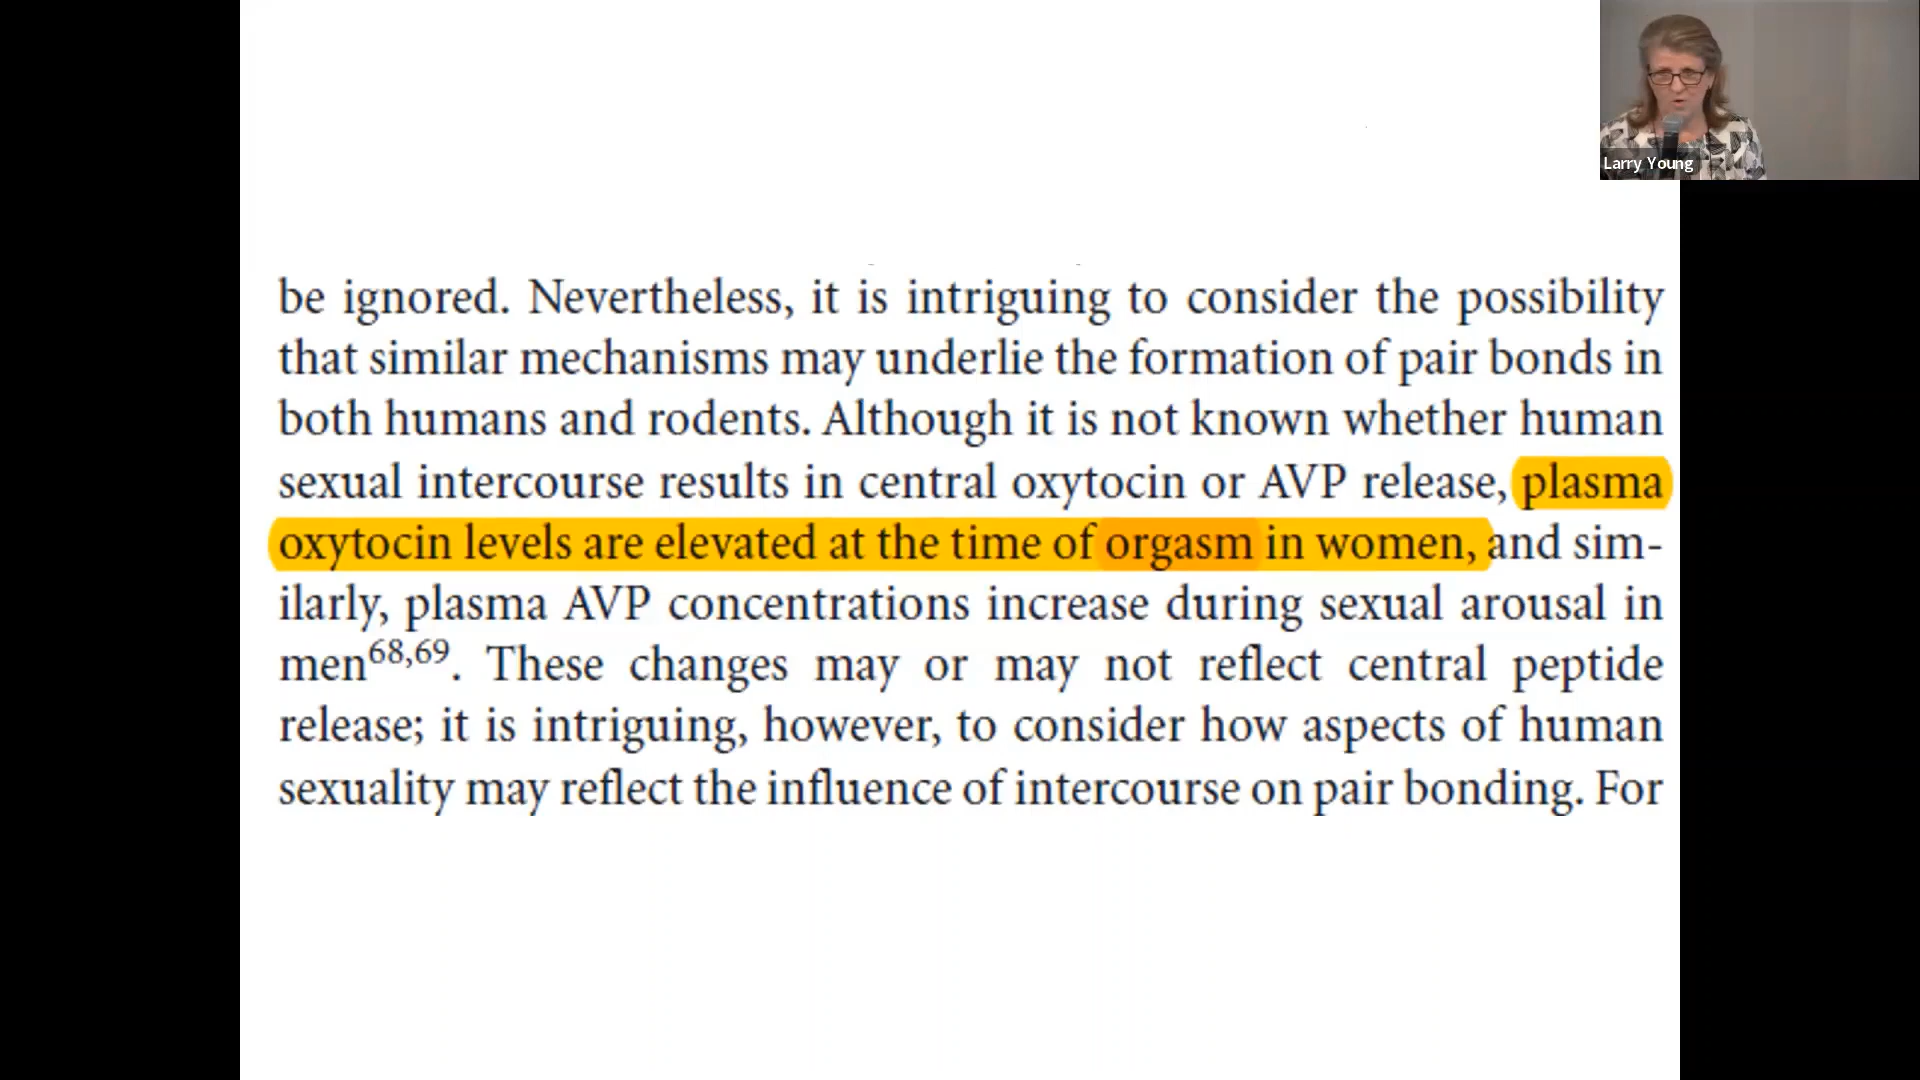 Larry Young
be ignored. Nevertheless, it is intriguing to consider the possibility
that similar mechanisms may underlie the formation of pair bonds in
both humans and rodents. Although it is not known whether human
sexual intercourse results in central oxytocin or AVP release, plasma
oxytocin levels are elevated at the time of orgasm in women, and sim-
ilarly, plasma AVP concentrations increase during sexual arousal in
men68,69. These changes may or may not reflect central peptide
release; it is intriguing, however, to consider how aspects of human
sexuality may reflect the influence of intercourse on pair bonding. For